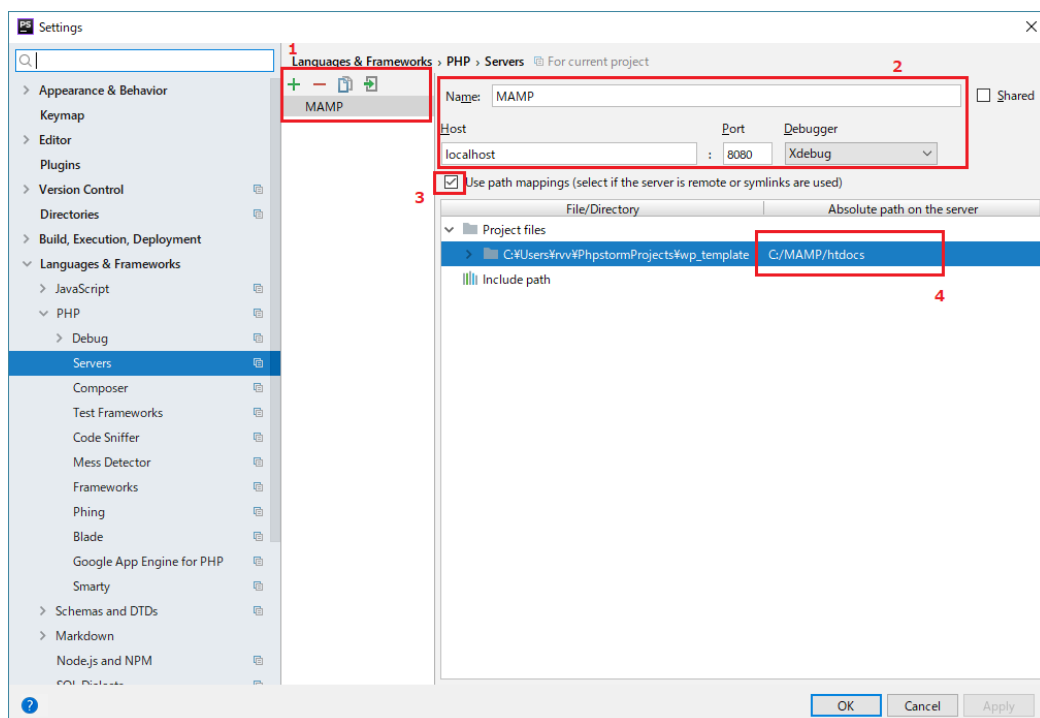 PS
Settings
Appearance & Behavior
Keymap
Editor
Plugins
Version Control
Directories
Build, Execution, Deployment
Languages & Frameworks
JavaScript
PHP
Debug
Servers
Composer
Test Frameworks
Code Sniffer
Mess Detector
Frameworks
Phing
Blade
Google App Engine for PHP
Smarty
Schemas and DTDs
Markdown
Node.js and NPM
SQL Dialects
1
Languages & Frameworks › PHP › Servers For current project
MAMP
2
Name: MAMP Shared
Host Port Debugger
localhost : 8080 Xdebug
3
Use path mappings (select if the server is remote or symlinks are used)
File/Directory Absolute path on the server
Project files
C:¥Users¥rvv¥PhpstormProjects¥wp_template C:/MAMP/htdocs
Include path
4
?
OK Cancel Apply